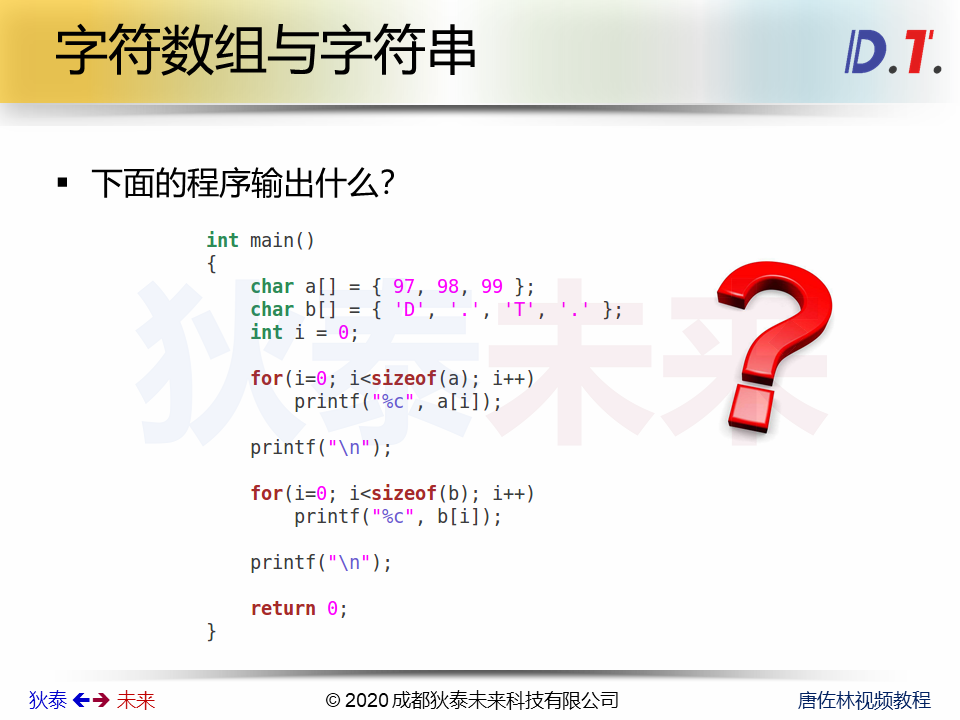 字符数组与字符串
D.T.
▪ 下面的程序输出什么？
int main()
{
    char a[] = { 97, 98, 99 };
    char b[] = { 'D', '.', 'T', '.' };
    int i = 0;
    for(i=0; i<sizeof(a); i++)
        printf("%c", a[i]);
    printf("\n");
    for(i=0; i<sizeof(b); i++)
        printf("%c", b[i]);
    printf("\n");
    return 0;
}
狄泰未来
狄泰 未来
© 2020 成都狄泰未来科技有限公司
唐佐林视频教程